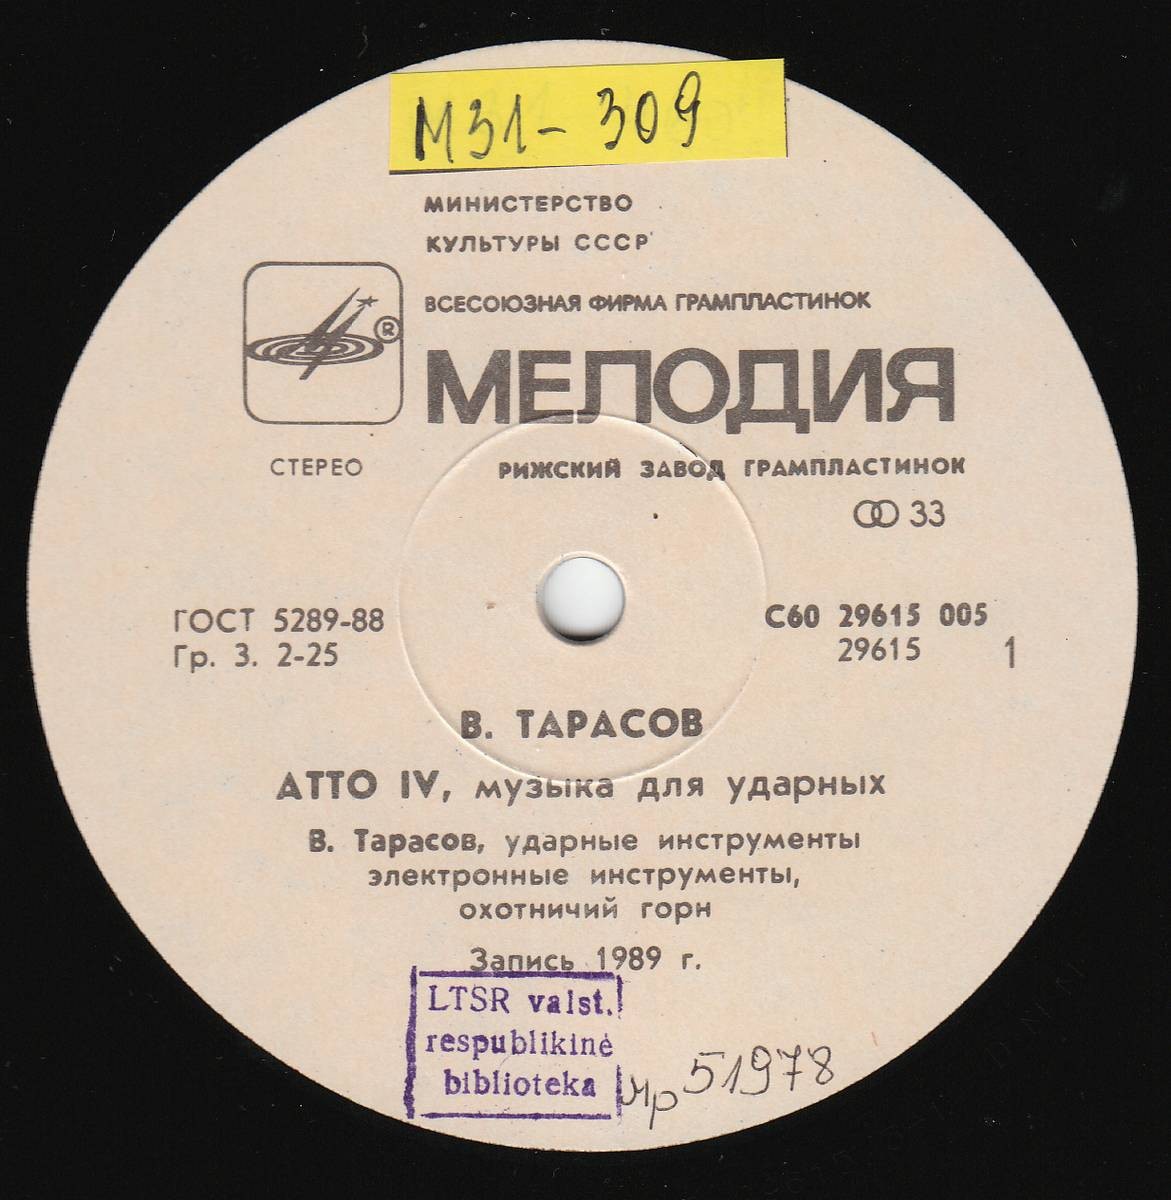 М31-309
МИНИСТЕРСТВО
КУЛЬТУРЫ СССР
ВСЕСОЮЗНАЯ ФИРМА ГРАМПЛАСТИНОК
®
МЕЛОДИЯ
СТЕРЕО
РИЖСКИЙ ЗАВОД ГРАМПЛАСТИНОК
33
ГОСТ 5289-88
Гр. 3. 2-25
С60 29615 005
29615 1
В. ТАРАСОВ
АТТО IV, музыка для ударных
В. Тарасов, ударные инструменты
электронные инструменты,
охотничий горн
Запись 1989 г.
LTSR valst.
respublikinė
biblioteka
Мр 51978